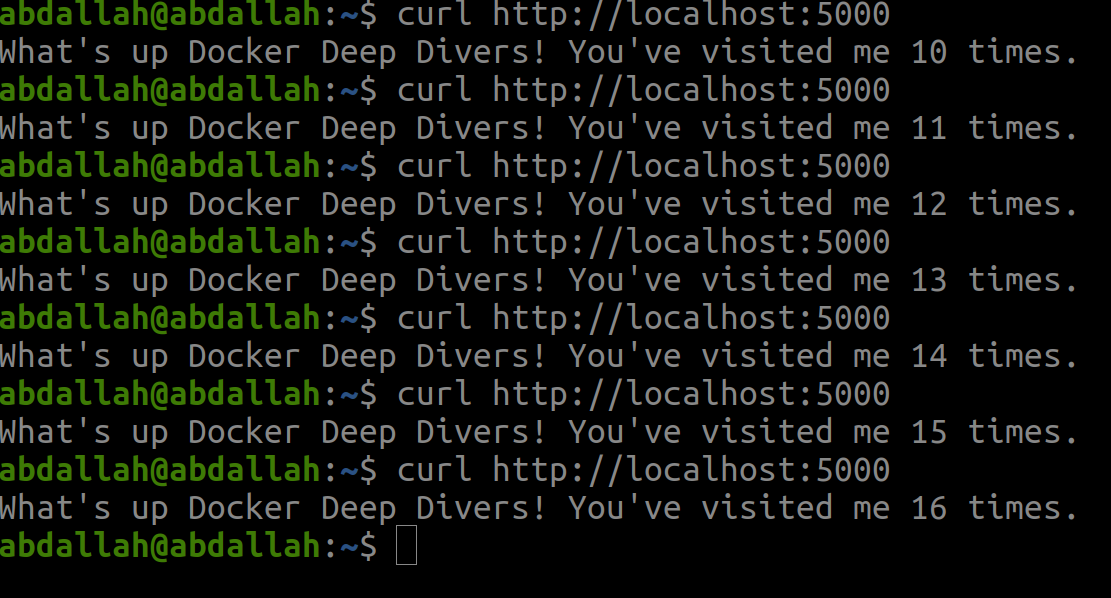 abdallah@abdallah:~$ curl http://localhost:5000
What's up Docker Deep Divers! You've visited me 10 times.
abdallah@abdallah:~$ curl http://localhost:5000
What's up Docker Deep Divers! You've visited me 11 times.
abdallah@abdallah:~$ curl http://localhost:5000
What's up Docker Deep Divers! You've visited me 12 times.
abdallah@abdallah:~$ curl http://localhost:5000
What's up Docker Deep Divers! You've visited me 13 times.
abdallah@abdallah:~$ curl http://localhost:5000
What's up Docker Deep Divers! You've visited me 14 times.
abdallah@abdallah:~$ curl http://localhost:5000
What's up Docker Deep Divers! You've visited me 15 times.
abdallah@abdallah:~$ curl http://localhost:5000
What's up Docker Deep Divers! You've visited me 16 times.
abdallah@abdallah:~$